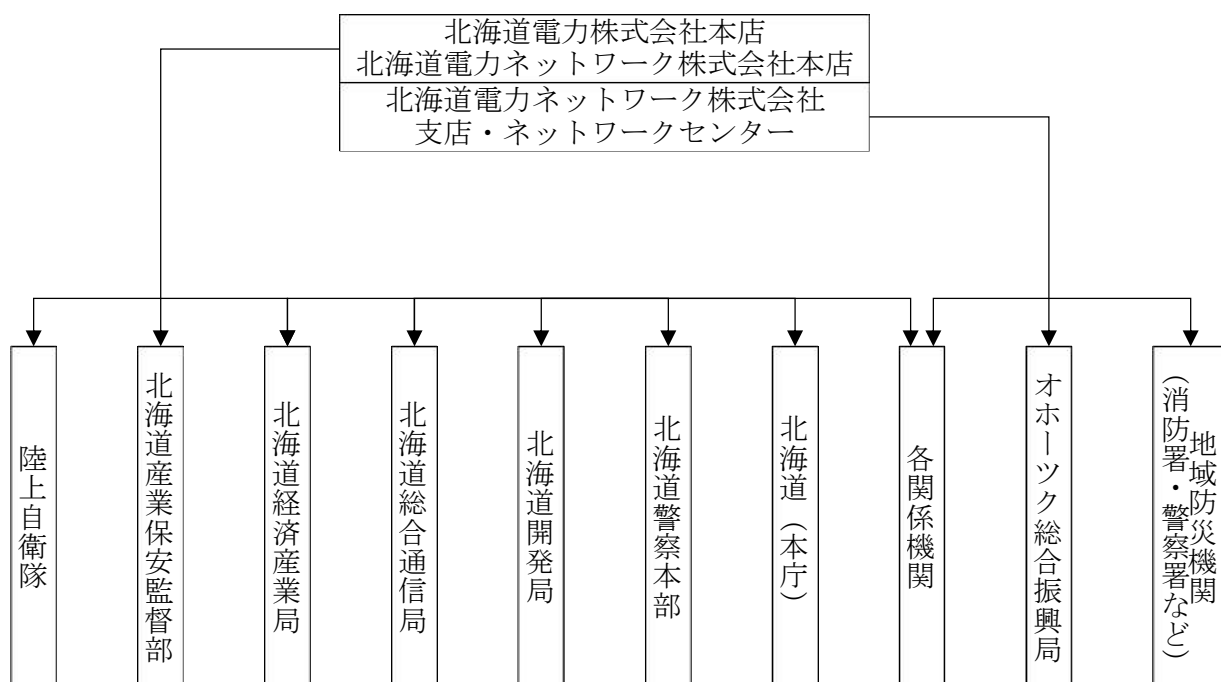 北海道電力株式会社本店
北海道電力ネットワーク株式会社本店
北海道電力ネットワーク株式会社
支店・ネットワークセンター
陸上自衛隊
北海道産業保安監督部
北海道経済産業局
北海道総合通信局
北海道開発局
北海道警察本部
北海道（本庁）
各関係機関
オホーツク総合振興局
地域防災機関
（消防署・警察署など）